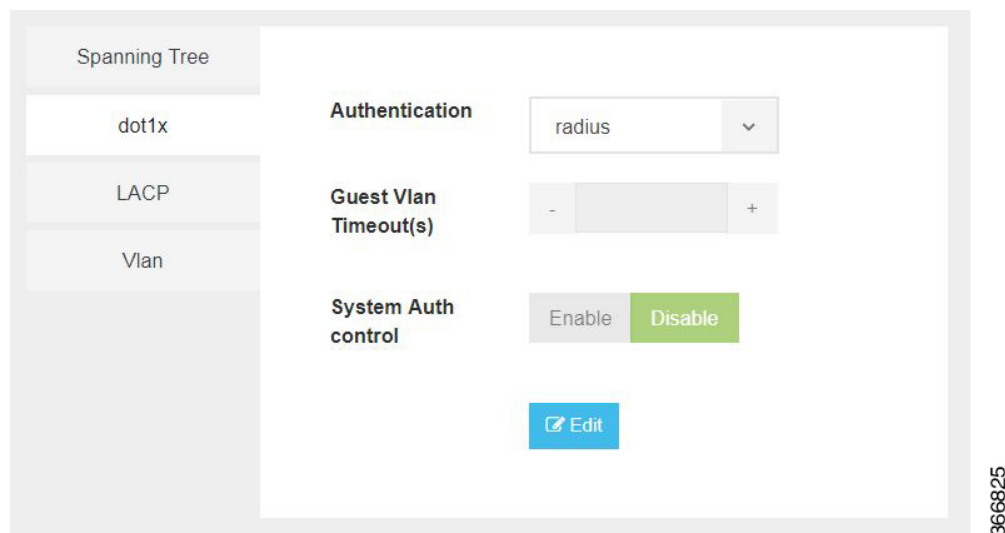 Spanning Tree
dot1x
LACP
Vlan
Authentication
radius
Guest Vlan
Timeout(s)
- +
System Auth
control
Enable Disable
Edit
366825